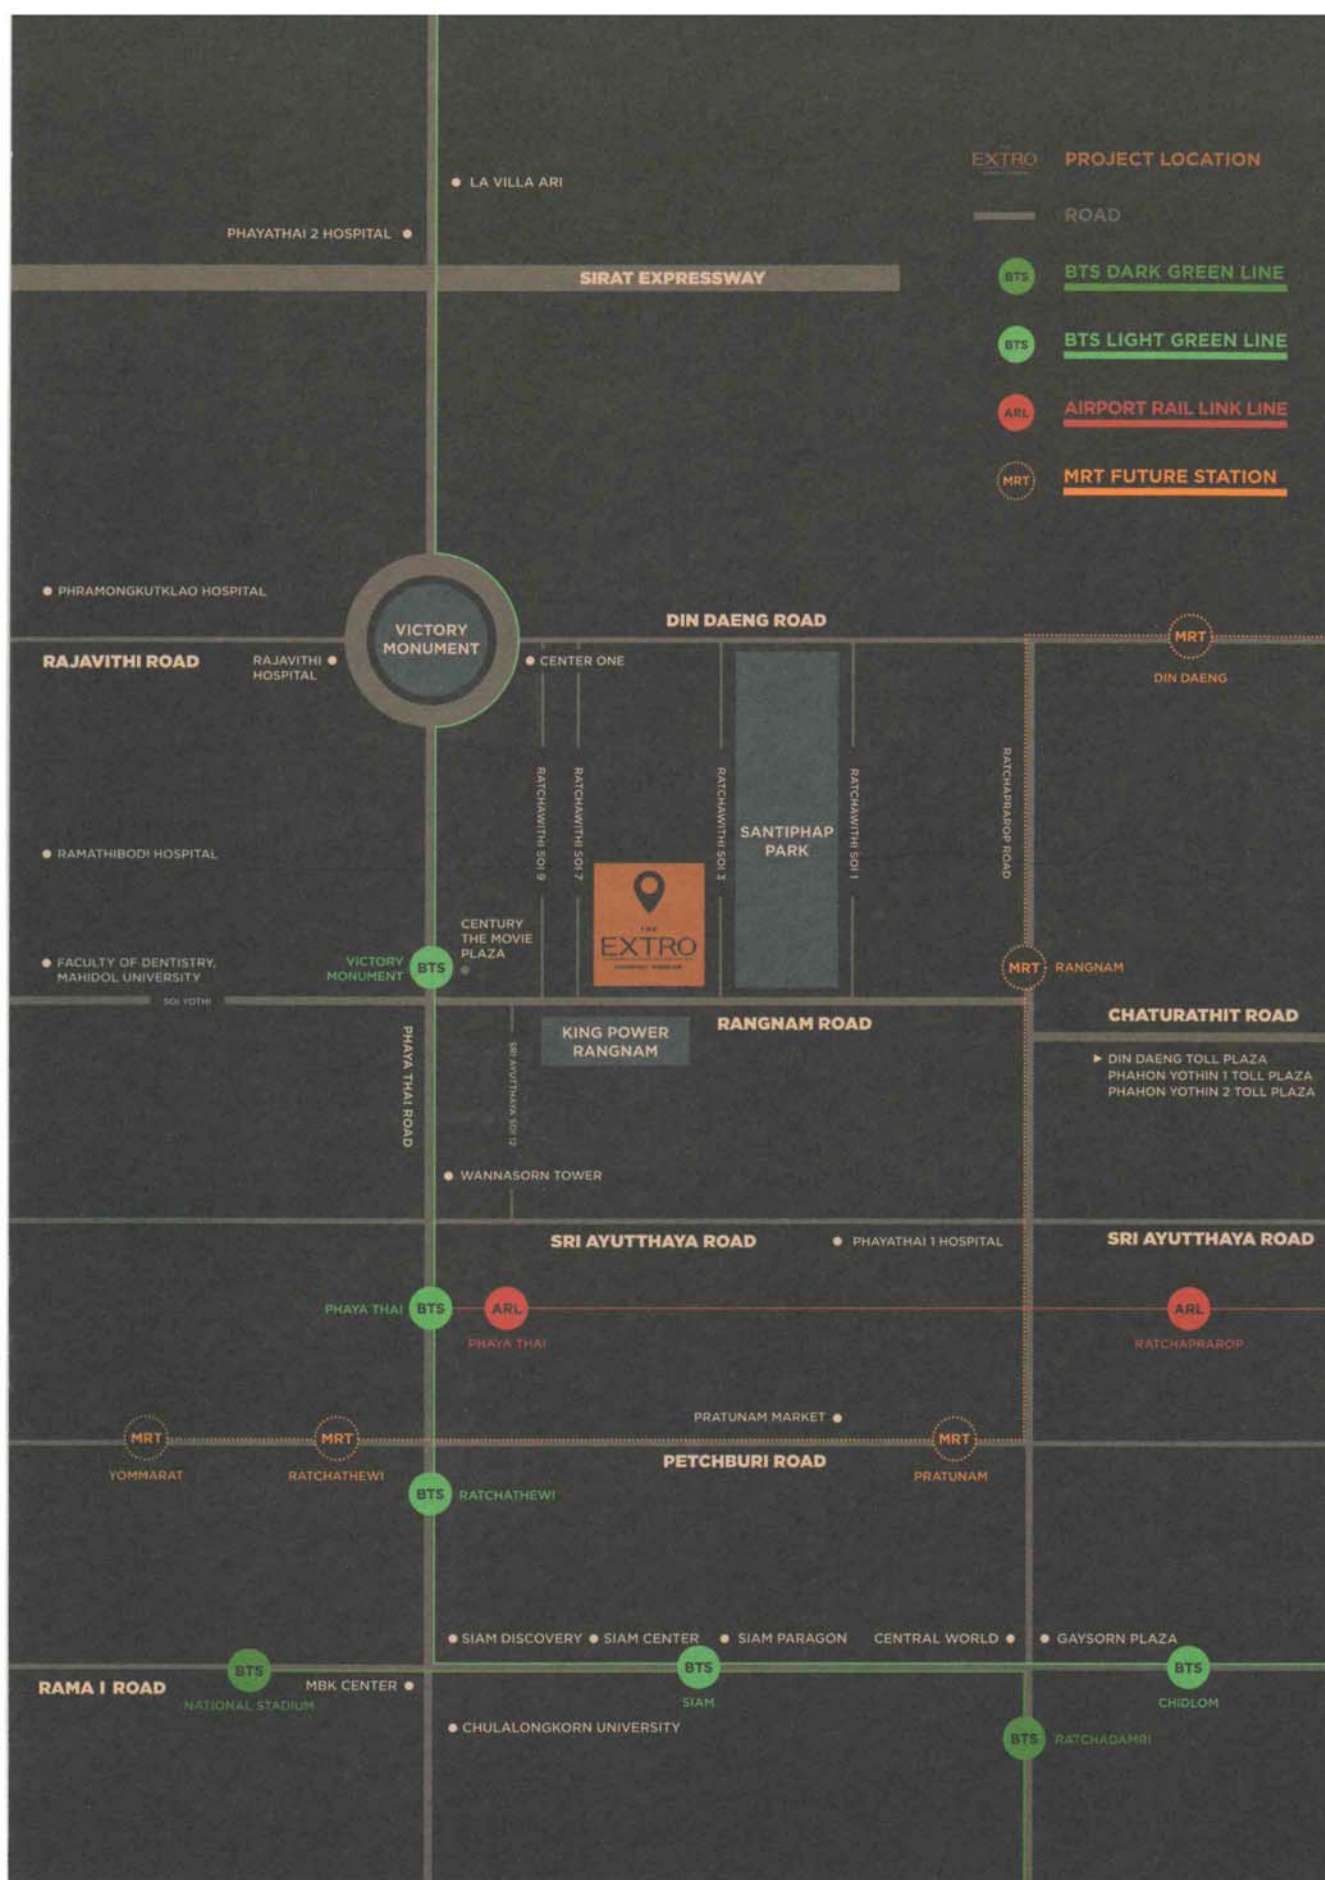 LA VILLA ARI
PHAYATHAI 2 HOSPITAL
SIRAT EXPRESSWAY
EXTRO
PROJECT LOCATION
ROAD
BTS
BTS DARK GREEN LINE
BTS
BTS LIGHT GREEN LINE
ARL
AIRPORT RAIL LINK LINE
MRT
MRT FUTURE STATION
PHRAMONGKUTKLAO HOSPITAL
VICTORY
MONUMENT
DIN DAENG ROAD
MRT
DIN DAENG
RAJAVITHI ROAD
RAJAVITHI
HOSPITAL
CENTER ONE
RATCHAWITHI SOI 9
RATCHAWITHI SOI 7
RATCHAWITHI SOI 3
SANTIPHAP
PARK
RATCHAWITHI SOI 1
RATCHAPRAROP ROAD
RAMATHIBODI HOSPITAL
THE
EXTRO
CENTURY
THE MOVIE
PLAZA
FACULTY OF DENTISTRY,
MAHIDOL UNIVERSITY
VICTORY
MONUMENT
BTS
MRT
RANGNAM
SOI YOTHI
PHAYA THAI ROAD
SRI AYUTTHAYA SOI 12
KING POWER
RANGNAM
RANGNAM ROAD
CHATURATHIT ROAD
DIN DAENG TOLL PLAZA
PHAHON YOTHIN 1 TOLL PLAZA
PHAHON YOTHIN 2 TOLL PLAZA
WANNASORN TOWER
SRI AYUTTHAYA ROAD
PHAYATHAI 1 HOSPITAL
SRI AYUTTHAYA ROAD
PHAYA THAI
BTS
ARL
PHAYA THAI
ARL
RATCHAPRAROP
PRATUNAM MARKET
MRT
YOMMARAT
MRT
RATCHATHEWI
PETCHBURI ROAD
MRT
PRATUNAM
BTS
RATCHATHEWI
SIAM DISCOVERY
SIAM CENTER
SIAM PARAGON
CENTRAL WORLD
GAYSORN PLAZA
RAMA I ROAD
BTS
NATIONAL STADIUM
MBK CENTER
BTS
SIAM
BTS
CHIDLOM
CHULALONGKORN UNIVERSITY
BTS
RATCHADAMRI